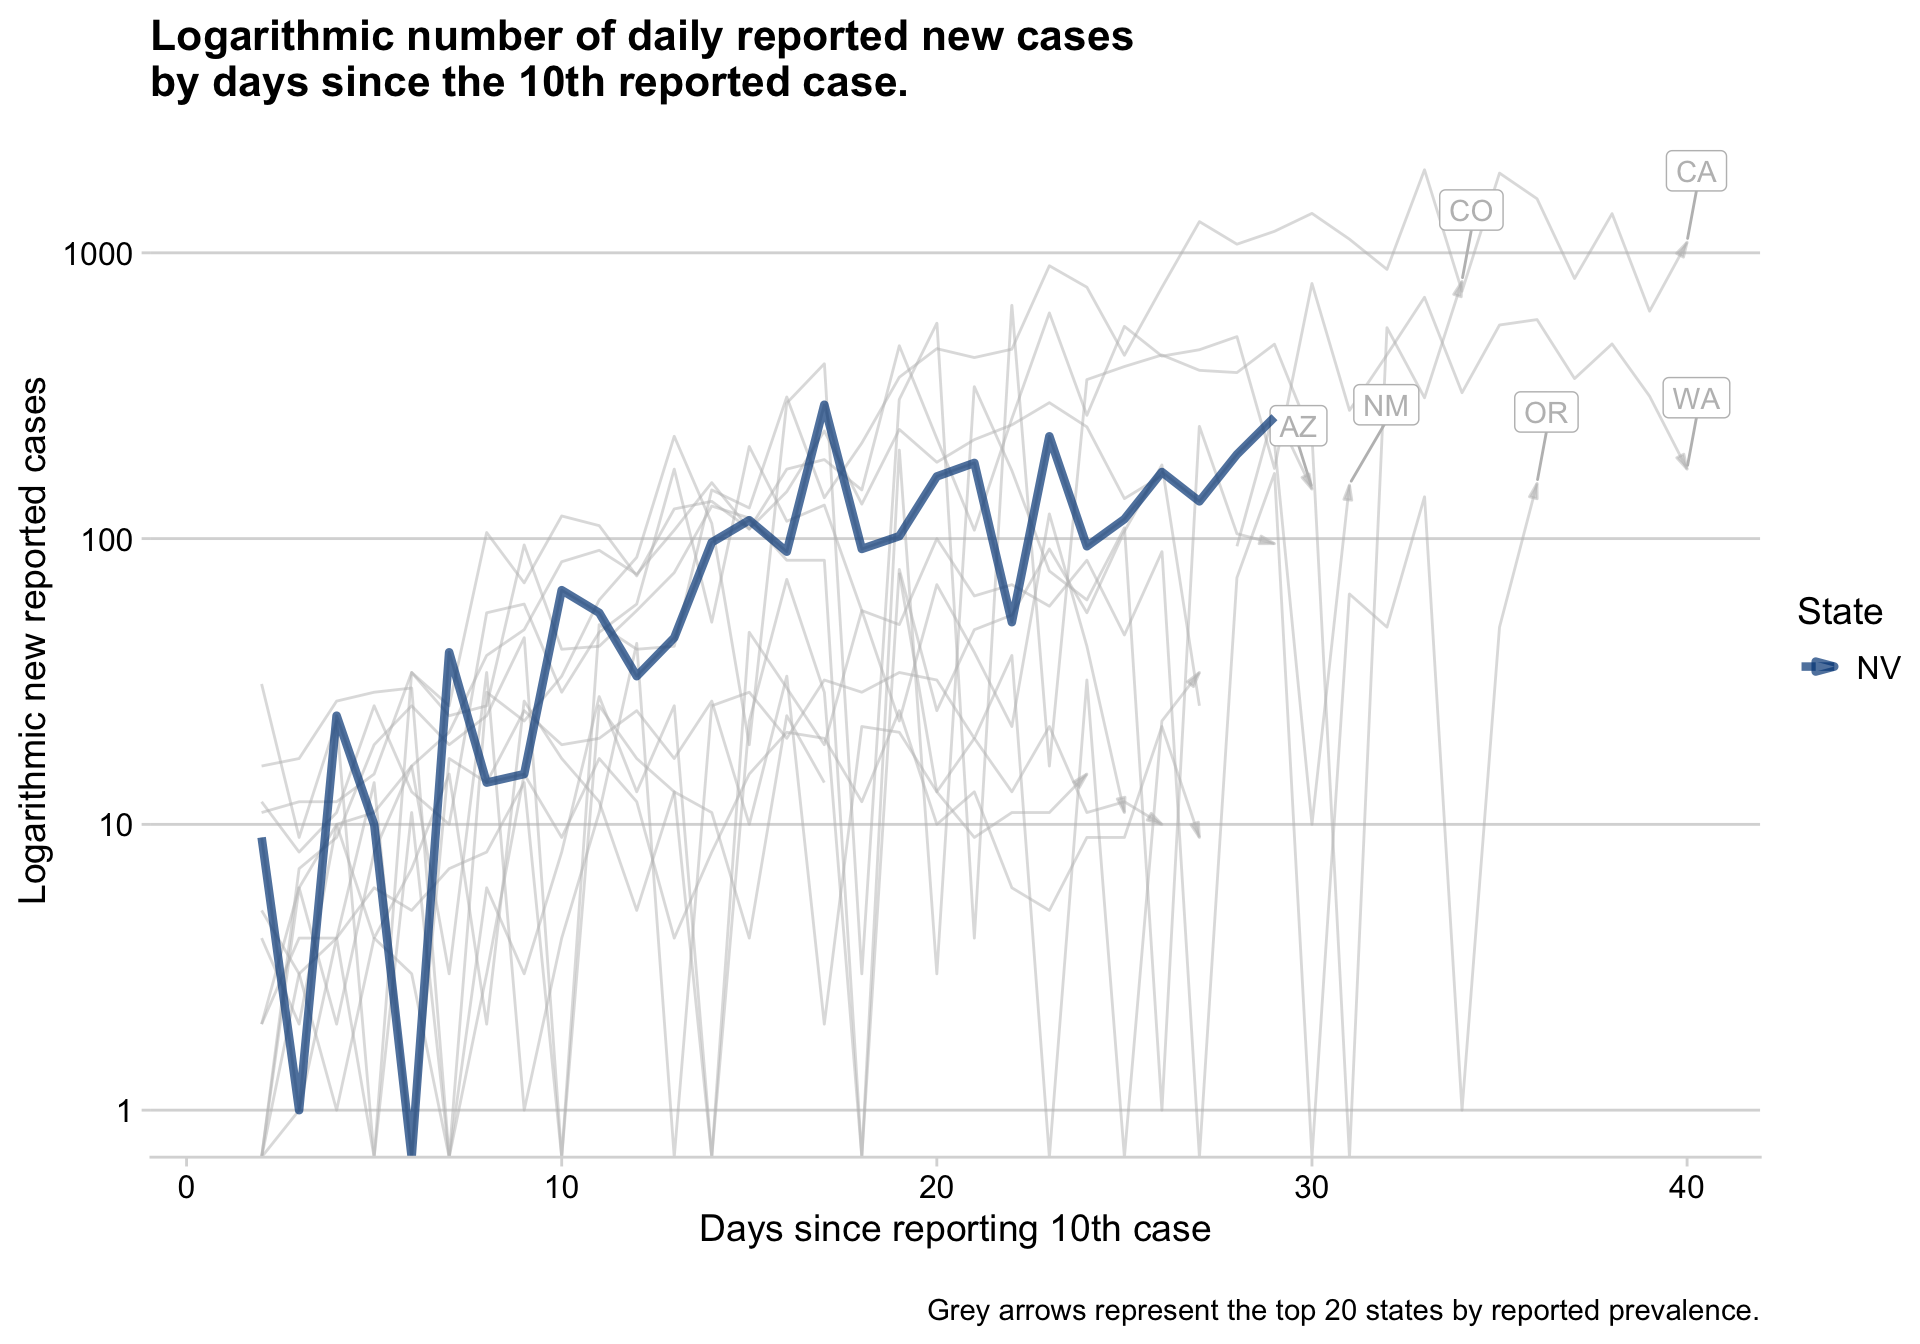 Logarithmic number of daily reported new cases
by days since the 10th reported case.
Logarithmic new reported cases
1000
100
10
1
CA
CO
AZ
NM
OR
WA
0
10
20
30
40
Days since reporting 10th case
State
NV
Grey arrows represent the top 20 states by reported prevalence.